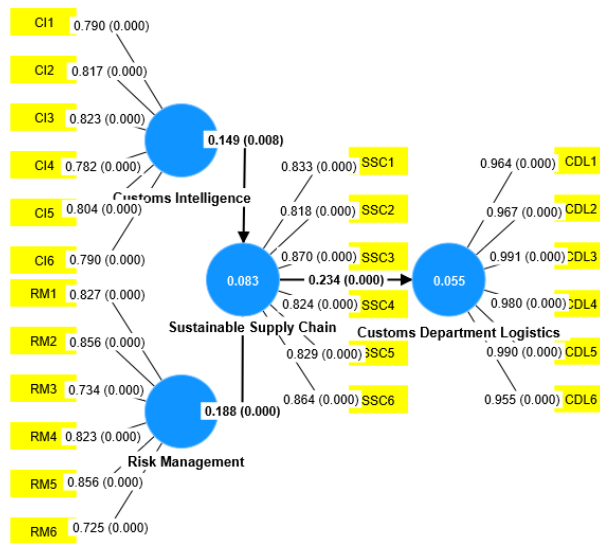 CI1
0.790 (0.000)
CI2
0.817 (0.000)
CI3
0.823 (0.000)
CI4
0.782 (0.000)
CI5
0.804 (0.000)
CI6
0.790 (0.000)
Customs Intelligence
0.149 (0.008)
RM1
0.827 (0.000)
RM2
0.856 (0.000)
RM3
0.734 (0.000)
RM4
0.823 (0.000)
RM5
0.856 (0.000)
RM6
0.725 (0.000)
Risk Management
0.188 (0.000)
0.083
Sustainable Supply Chain
0.833 (0.000)
SSC1
0.818 (0.000)
SSC2
0.870 (0.000)
SSC3
0.824 (0.000)
SSC4
0.829 (0.000)
SSC5
0.864 (0.000)
SSC6
0.234 (0.000)
0.055
Customs Department Logistics
0.964 (0.000)
CDL1
0.967 (0.000)
CDL2
0.991 (0.000)
CDL3
0.980 (0.000)
CDL4
0.990 (0.000)
CDL5
0.955 (0.000)
CDL6